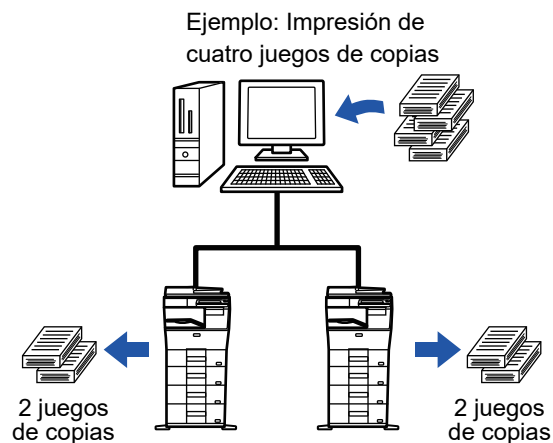 Ejemplo: Impresión de
cuatro juegos de copias
2 juegos
de copias
2 juegos
de copias